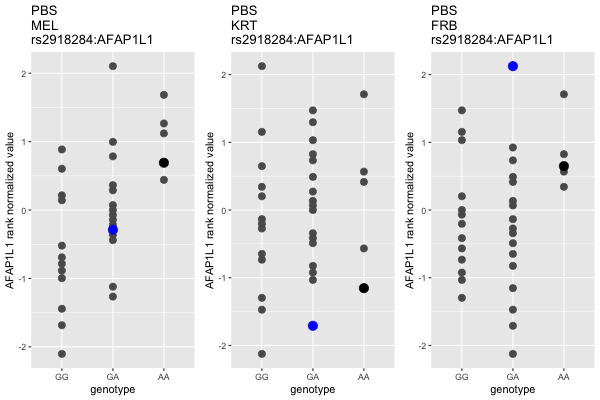 PBS
MEL
rs2918284:AFAP1L1
AFAP1L1 rank normalized value
2
1
0
-1
-2
GG GA AA
genotype
PBS
KRT
rs2918284:AFAP1L1
AFAP1L1 rank normalized value
2
1
0
-1
-2
GG GA AA
genotype
PBS
FRB
rs2918284:AFAP1L1
AFAP1L1 rank normalized value
2
1
0
-1
-2
GG GA AA
genotype